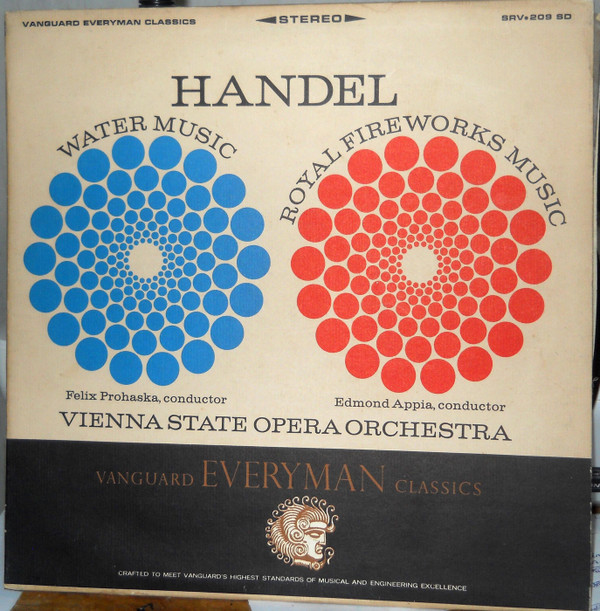 VANGUARD EVERYMAN CLASSICS
STEREO
SRV•209 SD
HANDEL
WATER MUSIC
ROYAL FIREWORKS MUSIC
Felix Prohaska, conductor
Edmond Appia, conductor
VIENNA STATE OPERA ORCHESTRA
VANGUARD EVERYMAN CLASSICS
CRAFTED TO MEET VANGUARD'S HIGHEST STANDARDS OF MUSICAL AND ENGINEERING EXCELLENCE